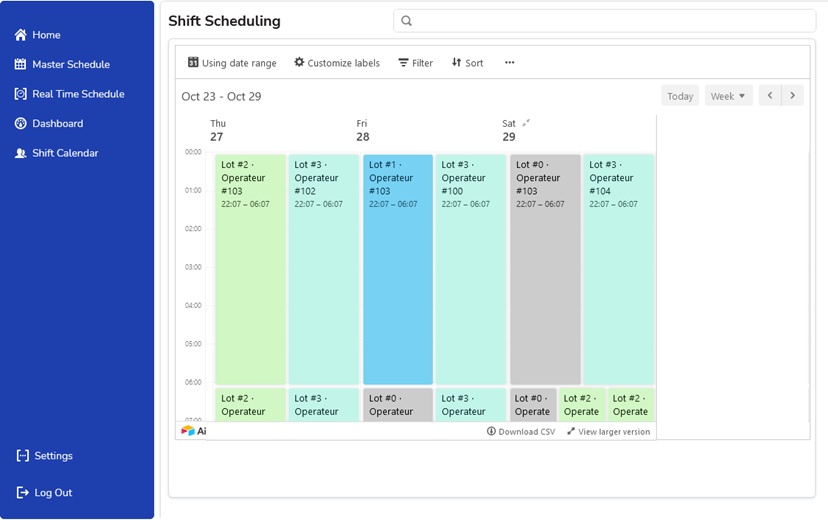 Shift Scheduling
Home
Master Schedule
Real Time Schedule
Dashboard
Shift Calendar
Settings
Log Out
31 Using date range Customize labels Filter Sort ...
Oct 23 - Oct 29 Today Week
Thu Fri Sat
27 28 29
00:00
01:00
02:00
03:00
04:00
05:00
06:00
Lot #2 ·
Operateur
#103
22:07 – 06:07
Lot #3 ·
Operateur
#102
22:07 – 06:07
Lot #1 ·
Operateur
#103
22:07 – 06:07
Lot #3 ·
Operateur
#100
22:07 – 06:07
Lot #0 ·
Operateur
#103
22:07 – 06:07
Lot #3 ·
Operateur
#104
22:07 – 06:07
Lot #2 ·
Operateur
Lot #3 ·
Operateur
Lot #0 ·
Operateur
Lot #3 ·
Operateur
Lot #0 ·
Operate
Lot #2 ·
Operate
Lot #2 ·
Operate
Ai
Download CSV View larger version